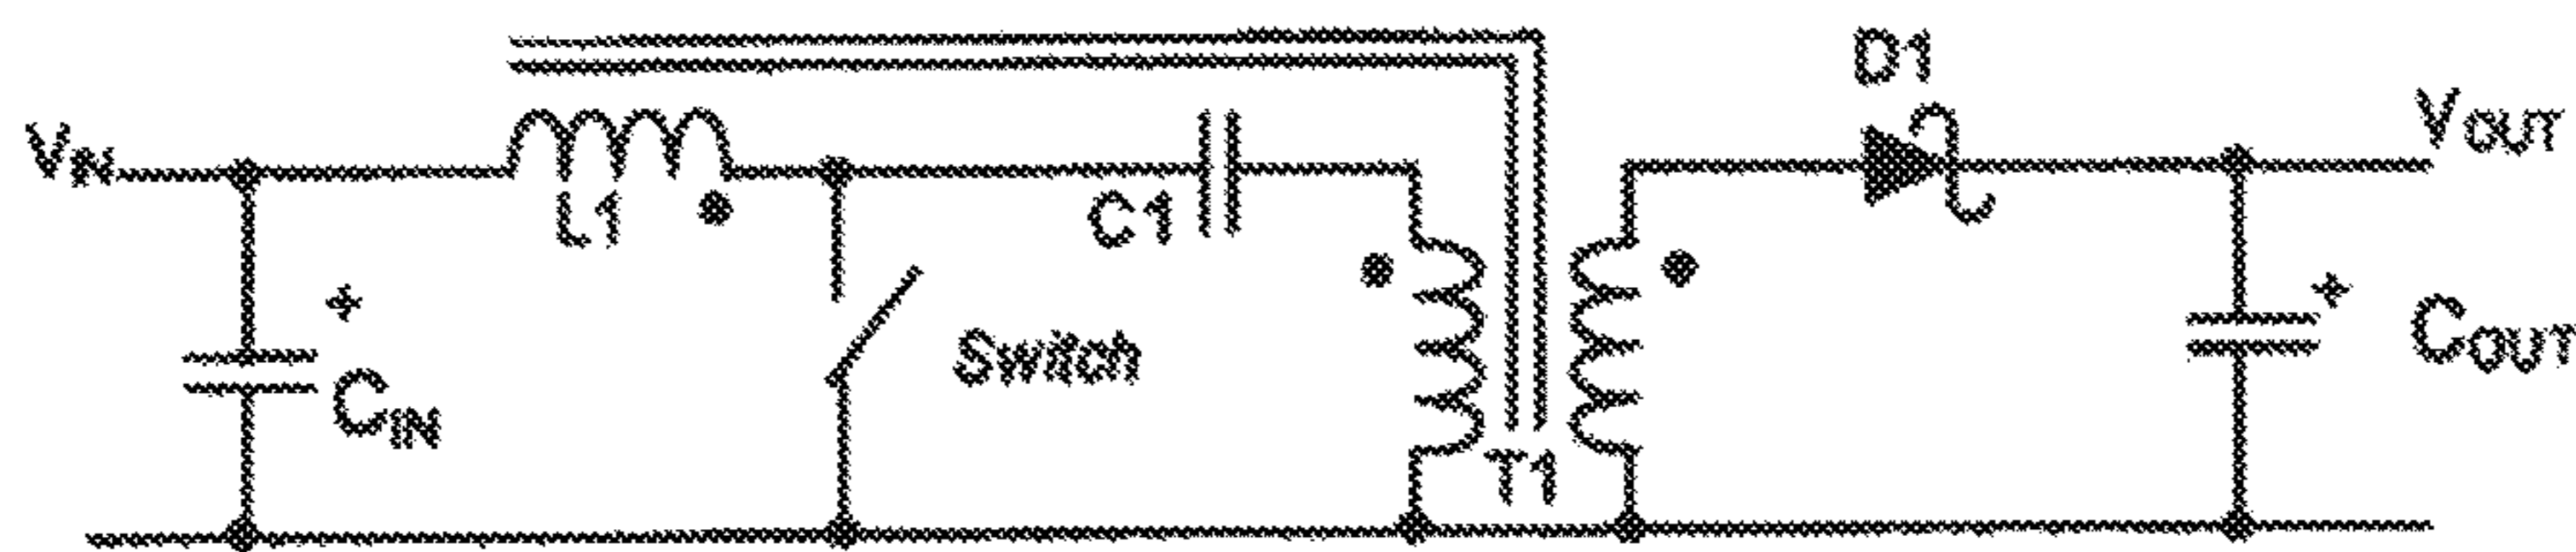 D1
VIN
VOUT
L1
C1
+
+
Switch
CIN
COUT
T1